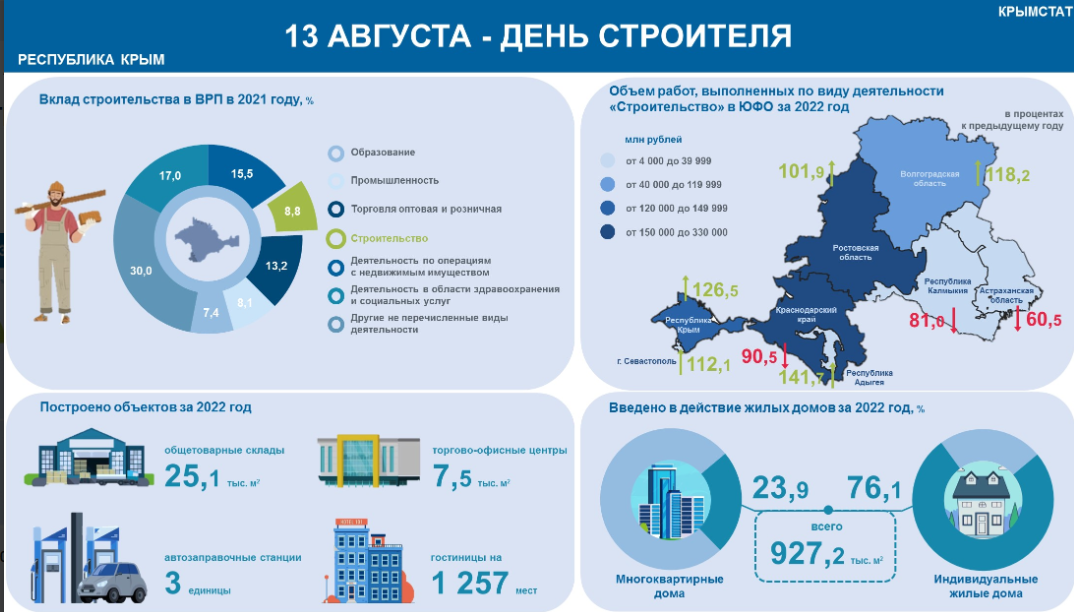 КРЫМСТАТ
13 АВГУСТА - ДЕНЬ СТРОИТЕЛЯ
РЕСПУБЛИКА КРЫМ
Вклад строительства в ВРП в 2021 году, %
17,0
15,5
8,8
13,2
8,1
7,4
30,0
Образование
Промышленность
Торговля оптовая и розничная
Строительство
Деятельность по операциям
с недвижимым имуществом
Деятельность в области здравоохранения
и социальных услуг
Другие не перечисленные виды
деятельности
Объем работ, выполненных по виду деятельности
«Строительство» в ЮФО за 2022 год
в процентах
к предыдущему году
млн рублей
от 4 000 до 39 999
от 40 000 до 119 999
от 120 000 до 149 999
от 150 000 до 330 000
101,9
Волгоградская
область
118,2
Ростовская
область
Республика
Калмыкия
81,0
Астраханская
область
60,5
126,5
Республика
Крым
Краснодарский
край
г. Севастополь
112,1
90,5
141,7
Республика
Адыгея
Построено объектов за 2022 год
общетоварные склады
25,1 тыс. м²
торгово-офисные центры
7,5 тыс. м²
автозаправочные станции
3 единицы
HOTEL
гостиницы на
1 257 мест
Введено в действие жилых домов за 2022 год, %
23,9
76,1
всего
927,2 тыс. м²
Многоквартирные
дома
Индивидуальные
жилые дома